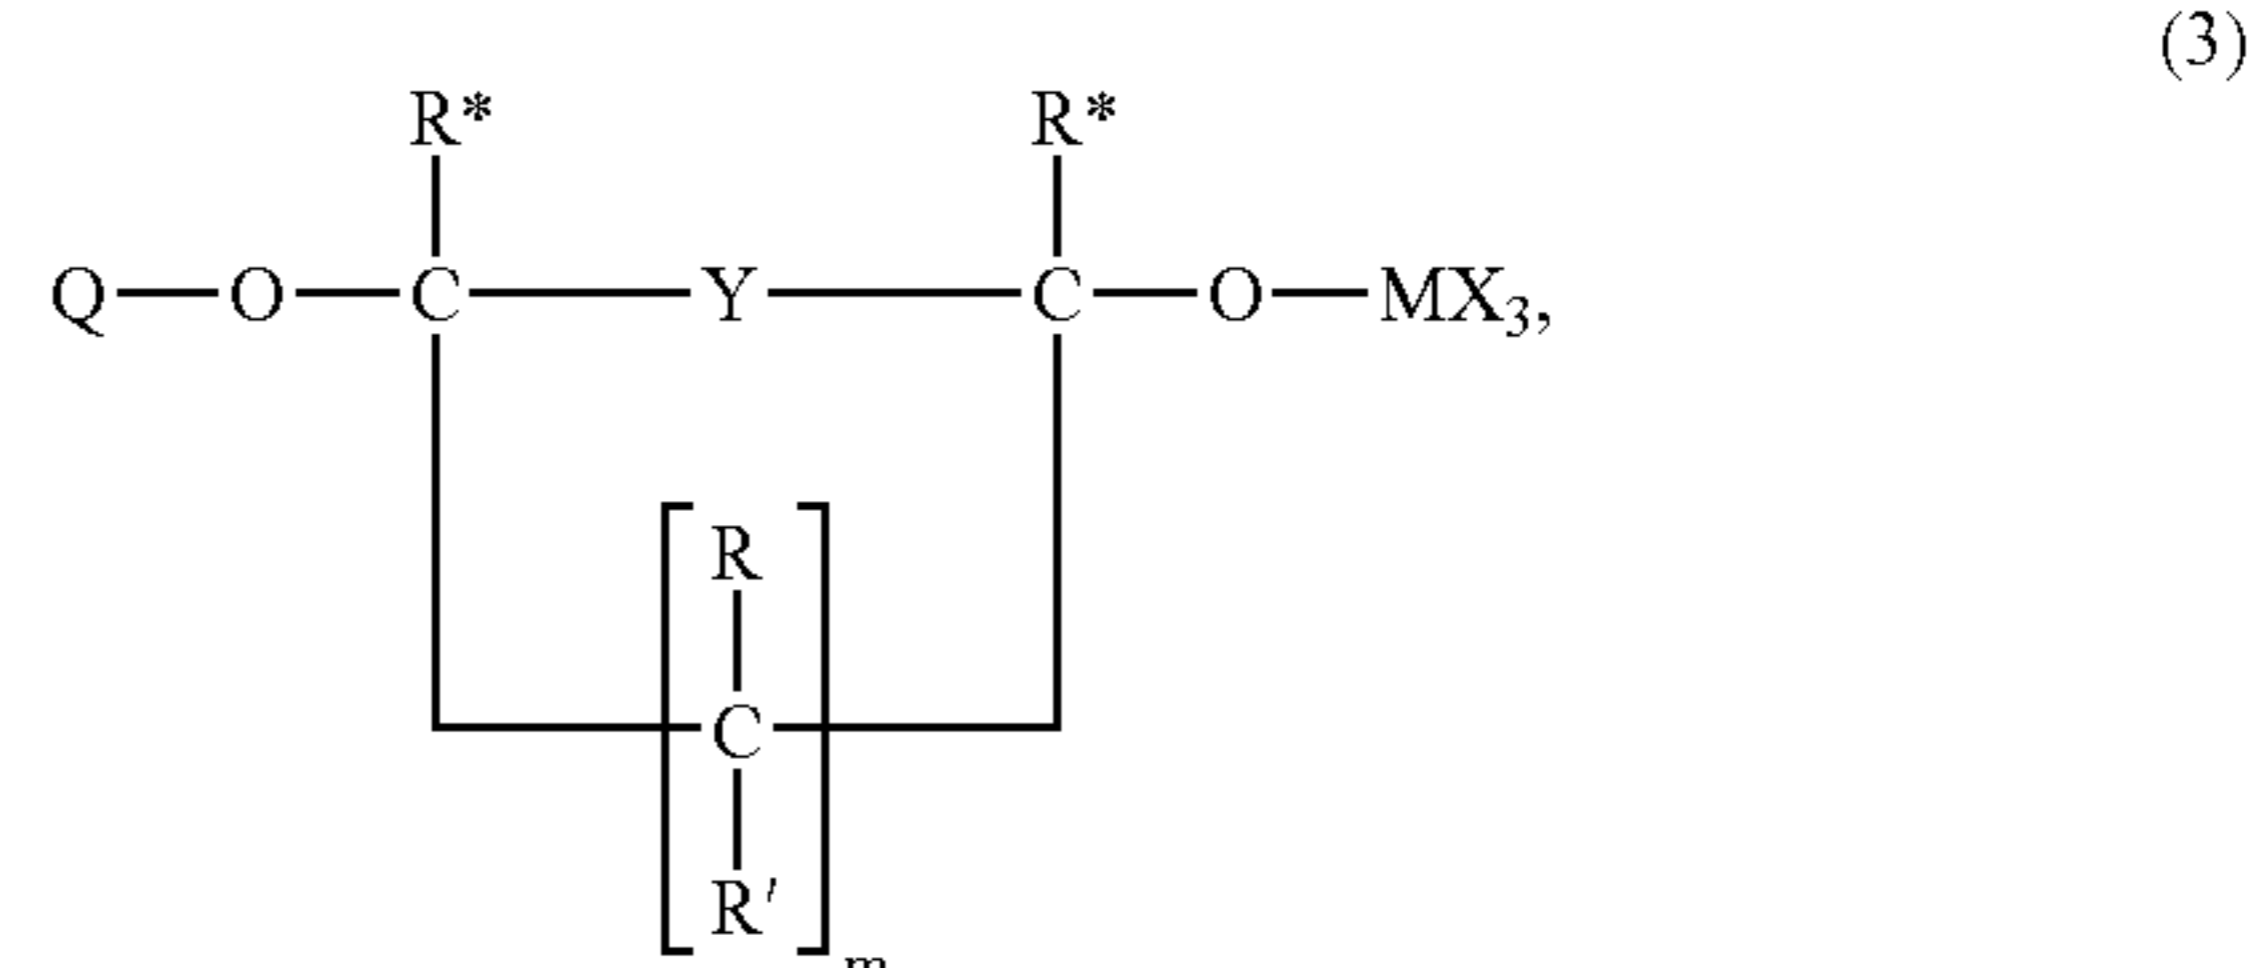 (3)
R* R*
Q—O—C—Y—C—O—MX₃,
R
C
R′
m